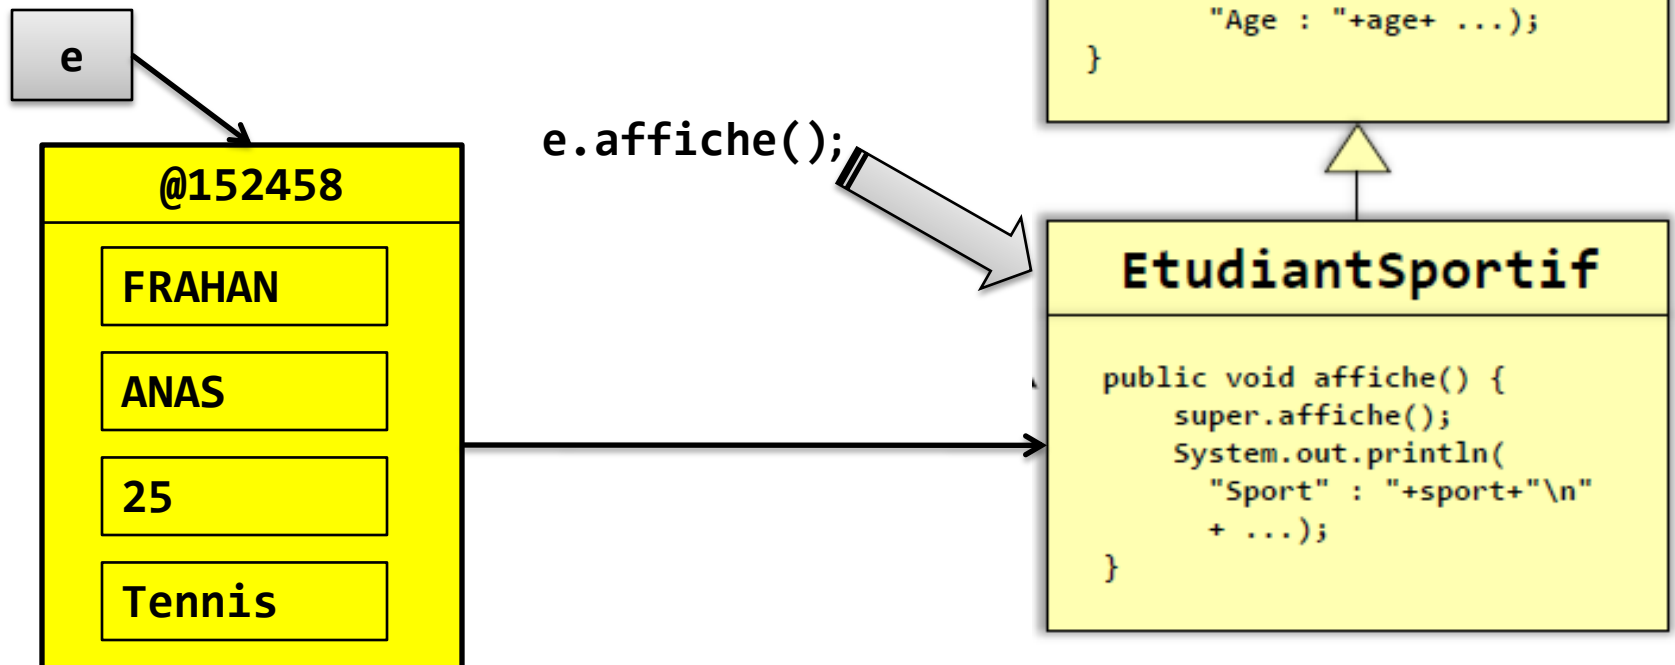 e
@152458
FRAHAN
ANAS
25
Tennis
e.affiche();
"Age : "+age+ ...);
}
EtudiantSportif
public void affiche() {
super.affiche();
System.out.println(
"Sport" : "+sport+"\n"
+ ...);
}